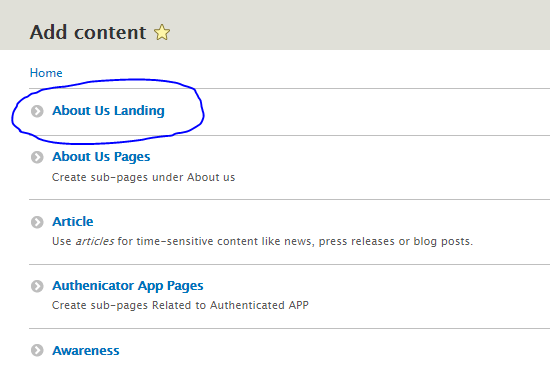 Add content
Home
About Us Landing
About Us Pages
Create sub-pages under About us
Article
Use articles for time-sensitive content like news, press releases or blog posts.
Authenicator App Pages
Create sub-pages Related to Authenticated APP
Awareness